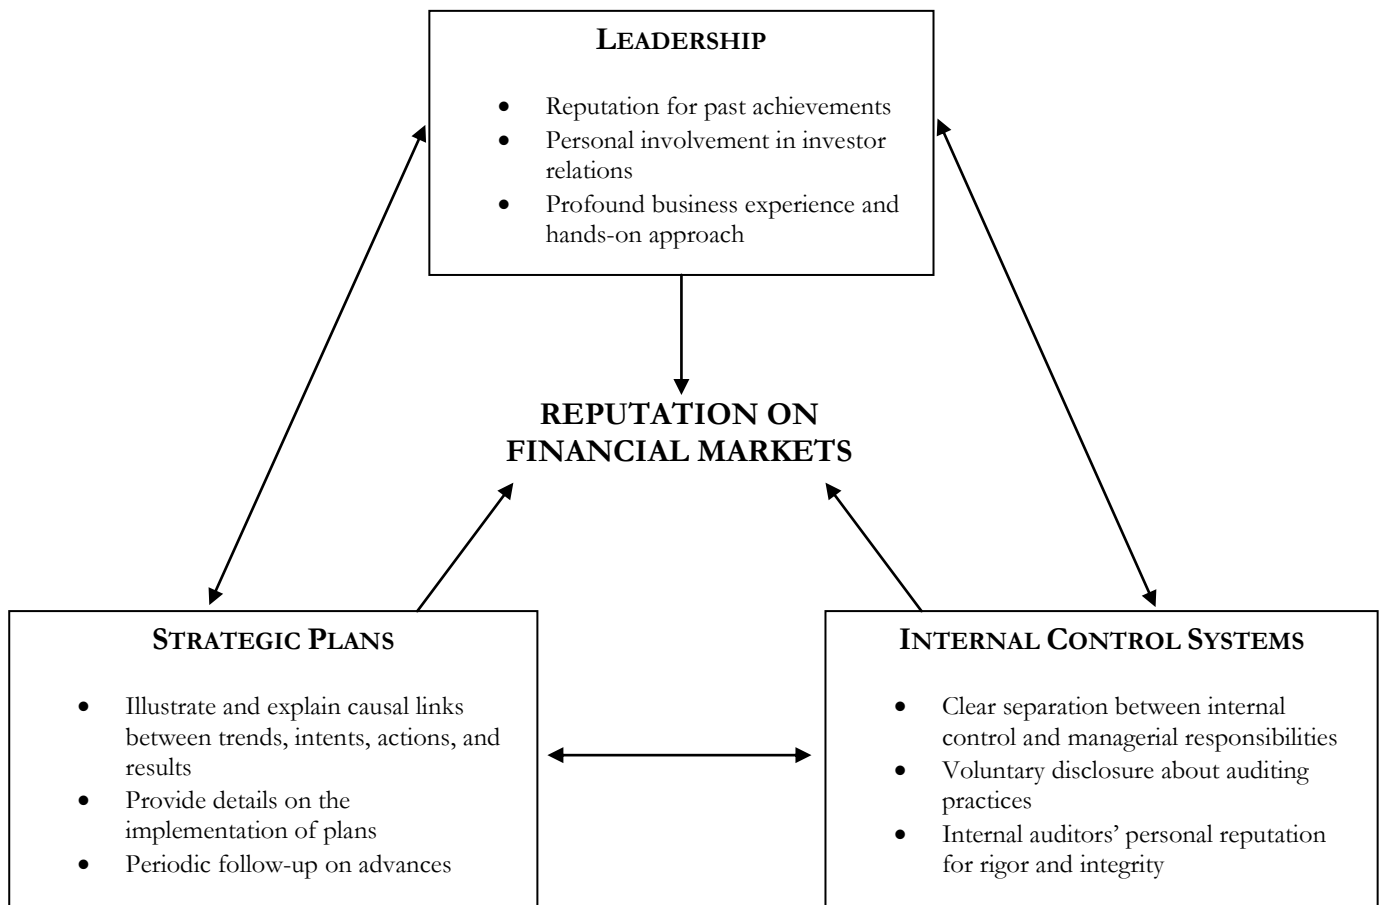 LEADERSHIP
• Reputation for past achievements
• Personal involvement in investor
relations
• Profound business experience and
hands-on approach
REPUTATION ON
FINANCIAL MARKETS
STRATEGIC PLANS
• Illustrate and explain causal links
between trends, intents, actions, and
results
• Provide details on the
implementation of plans
• Periodic follow-up on advances
INTERNAL CONTROL SYSTEMS
• Clear separation between internal
control and managerial responsibilities
• Voluntary disclosure about auditing
practices
• Internal auditors’ personal reputation
for rigor and integrity